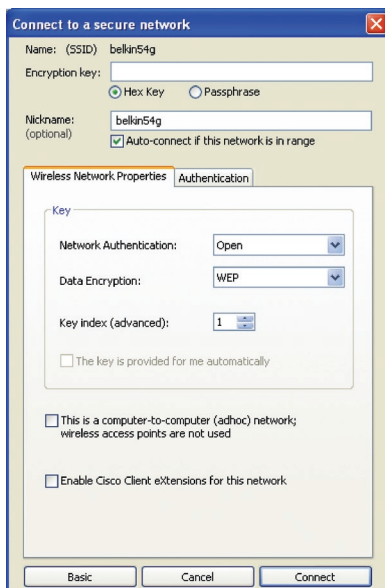 Connect to a secure network
Name: (SSID) belkin54g
Encryption key:
Hex Key Passphrase
Nickname: belkin54g
(optional)
Auto-connect if this network is in range
Wireless Network Properties Authentication
Key
Network Authentication: Open
Data Encryption: WEP
Key index (advanced): 1
The key is provided for me automatically
This is a computer-to-computer (adhoc) network;
wireless access points are not used
Enable Cisco Client eXtensions for this network
Basic Cancel Connect